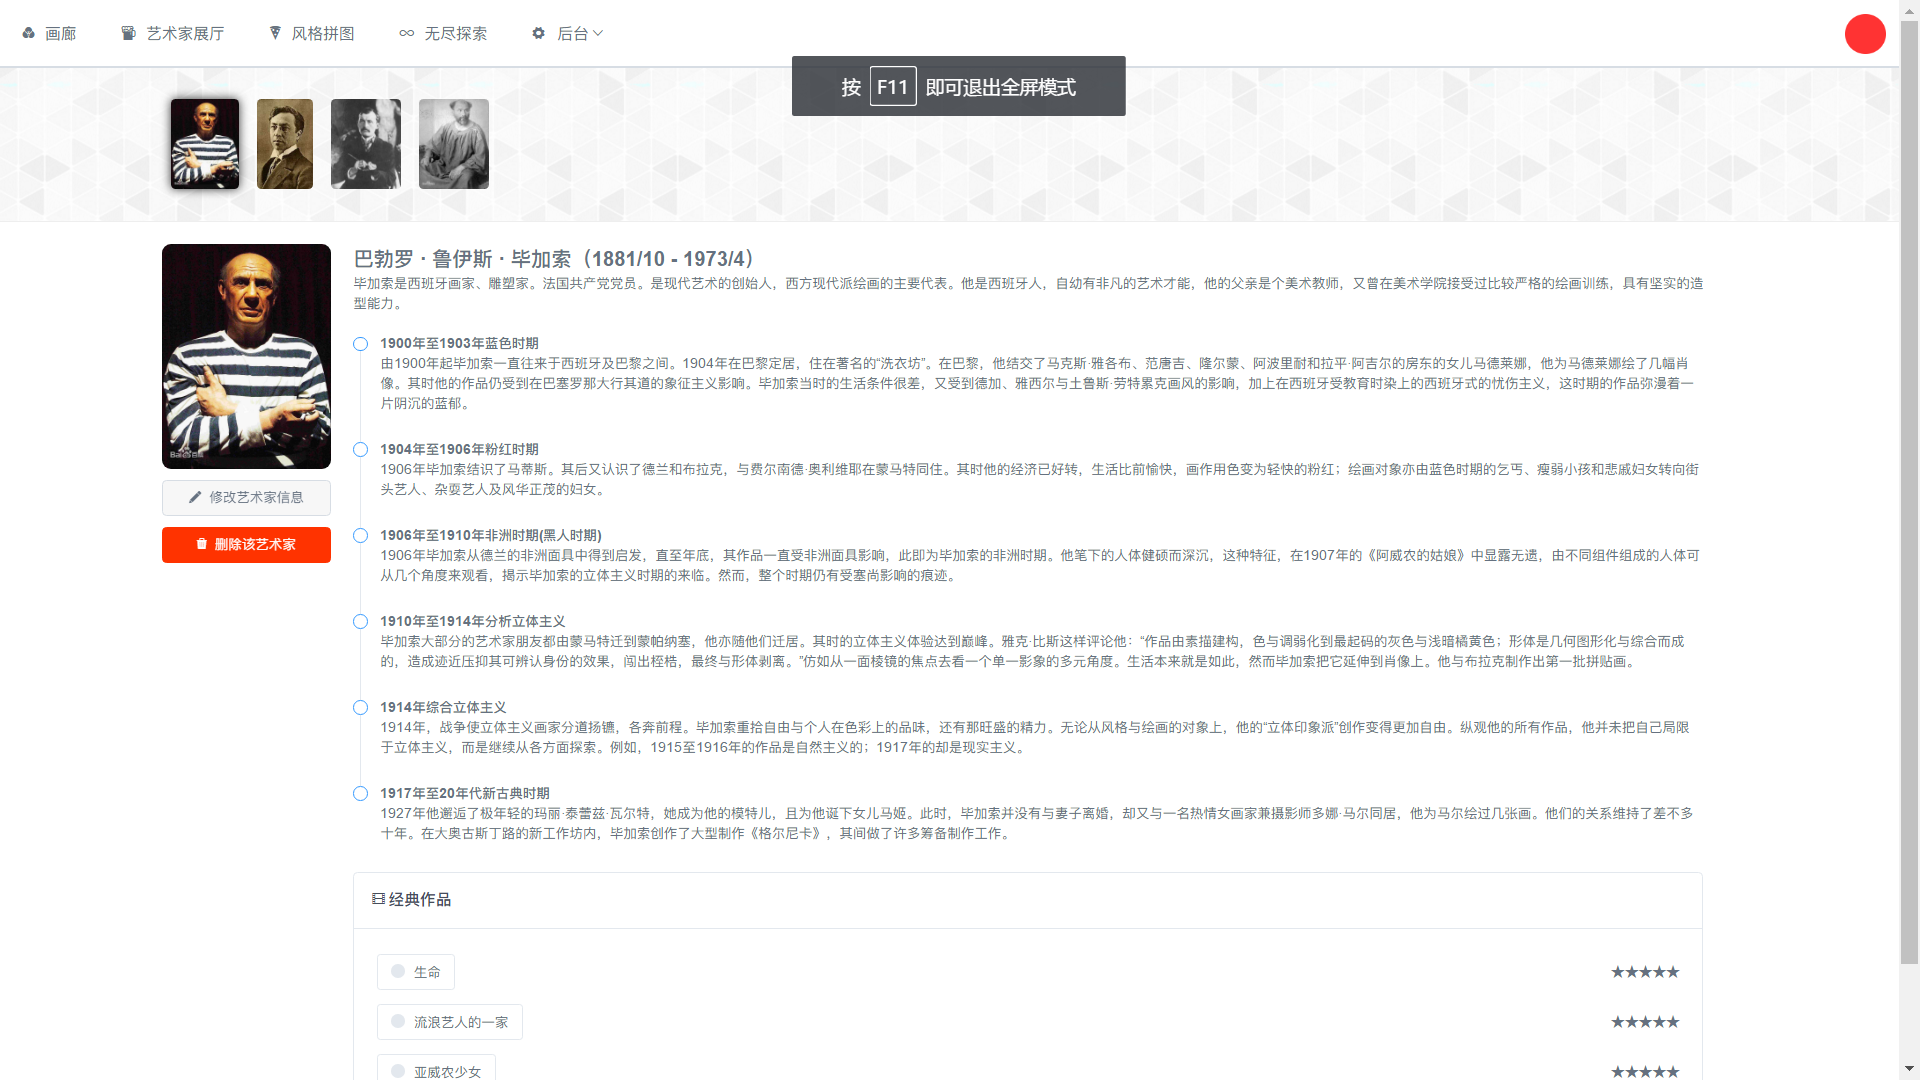 画廊 艺术家展厅 风格拼图 无尽探索 后台
按 F11 即可退出全屏模式
巴勃罗 · 鲁伊斯 · 毕加索（1881/10 - 1973/4）
毕加索是西班牙画家、雕塑家。法国共产党党员。是现代艺术的创始人，西方现代派绘画的主要代表。他是西班牙人，自幼有非凡的艺术才能，他的父亲是个美术教师，又曾在美术学院接受过比较严格的绘画训练，具有坚实的造
型能力。
1900年至1903年蓝色时期
由1900年起毕加索一直往来于西班牙及巴黎之间。1904年在巴黎定居，住在著名的“洗衣坊”。在巴黎，他结交了马克斯·雅各布、范唐吉、隆尔蒙、阿波里耐和拉平·阿吉尔的房东的女儿马德莱娜，他为马德莱娜绘了几幅肖
像。其时他的作品仍受到在巴塞罗那大行其道的象征主义影响。毕加索当时的生活条件很差，又受到德加、雅西尔与土鲁斯·劳特累克画风的影响，加上在西班牙受教育时染上的西班牙式的忧伤主义，这时期的作品弥漫着一
片阴沉的蓝郁。
1904年至1906年粉红时期
1906年毕加索结识了马蒂斯。其后又认识了德兰和布拉克，与费尔南德·奥利维耶在蒙马特同住。其时他的经济已好转，生活比前愉快，画作用色变为轻快的粉红；绘画对象亦由蓝色时期的乞丐、瘦弱小孩和悲戚妇女转向街
头艺人、杂耍艺人及风华正茂的妇女。
修改艺术家信息
删除该艺术家
1906年至1910年非洲时期(黑人时期)
1906年毕加索从德兰的非洲面具中得到启发，直至年底，其作品一直受非洲面具影响，此即为毕加索的非洲时期。他笔下的人体健硕而深沉，这种特征，在1907年的《阿威农的姑娘》中显露无遗，由不同组件组成的人体可
从几个角度来观看，揭示毕加索的立体主义时期的来临。然而，整个时期仍有受塞尚影响的痕迹。
1910年至1914年分析立体主义
毕加索大部分的艺术家朋友都由蒙马特迁到蒙帕纳塞，他亦随他们迁居。其时的立体主义体验达到巅峰。雅克·比斯这样评论他：“作品由素描建构，色与调弱化到最起码的灰色与浅暗橘黄色；形体是几何图形化与综合而成
的，造成迹近压抑其可辨认身份的效果，闯出桎梏，最终与形体剥离。”仿如从一面棱镜的焦点去看一个单一影象的多元角度。生活本来就是如此，然而毕加索把它延伸到肖像上。他与布拉克制作出第一批拼贴画。
1914年综合立体主义
1914年，战争使立体主义画家分道扬镳，各奔前程。毕加索重拾自由与个人在色彩上的品味，还有那旺盛的精力。无论从风格与绘画的对象上，他的“立体印象派”创作变得更加自由。纵观他的所有作品，他并未把自己局限
于立体主义，而是继续从各方面探索。例如，1915至1916年的作品是自然主义的；1917年的却是现实主义。
1917年至20年代新古典时期
1927年他邂逅了极年轻的玛丽·泰蕾兹·瓦尔特，她成为他的模特儿，且为他诞下女儿马姬。此时，毕加索并没有与妻子离婚，却又与一名热情女画家兼摄影师多娜·马尔同居，他为马尔绘过几张画。他们的关系维持了差不多
十年。在大奥古斯丁路的新工作坊内，毕加索创作了大型制作《格尔尼卡》，其间做了许多筹备制作工作。
经典作品
生命 ★★★★★
流浪艺人的一家 ★★★★★
亚威农少女 ★★★★★